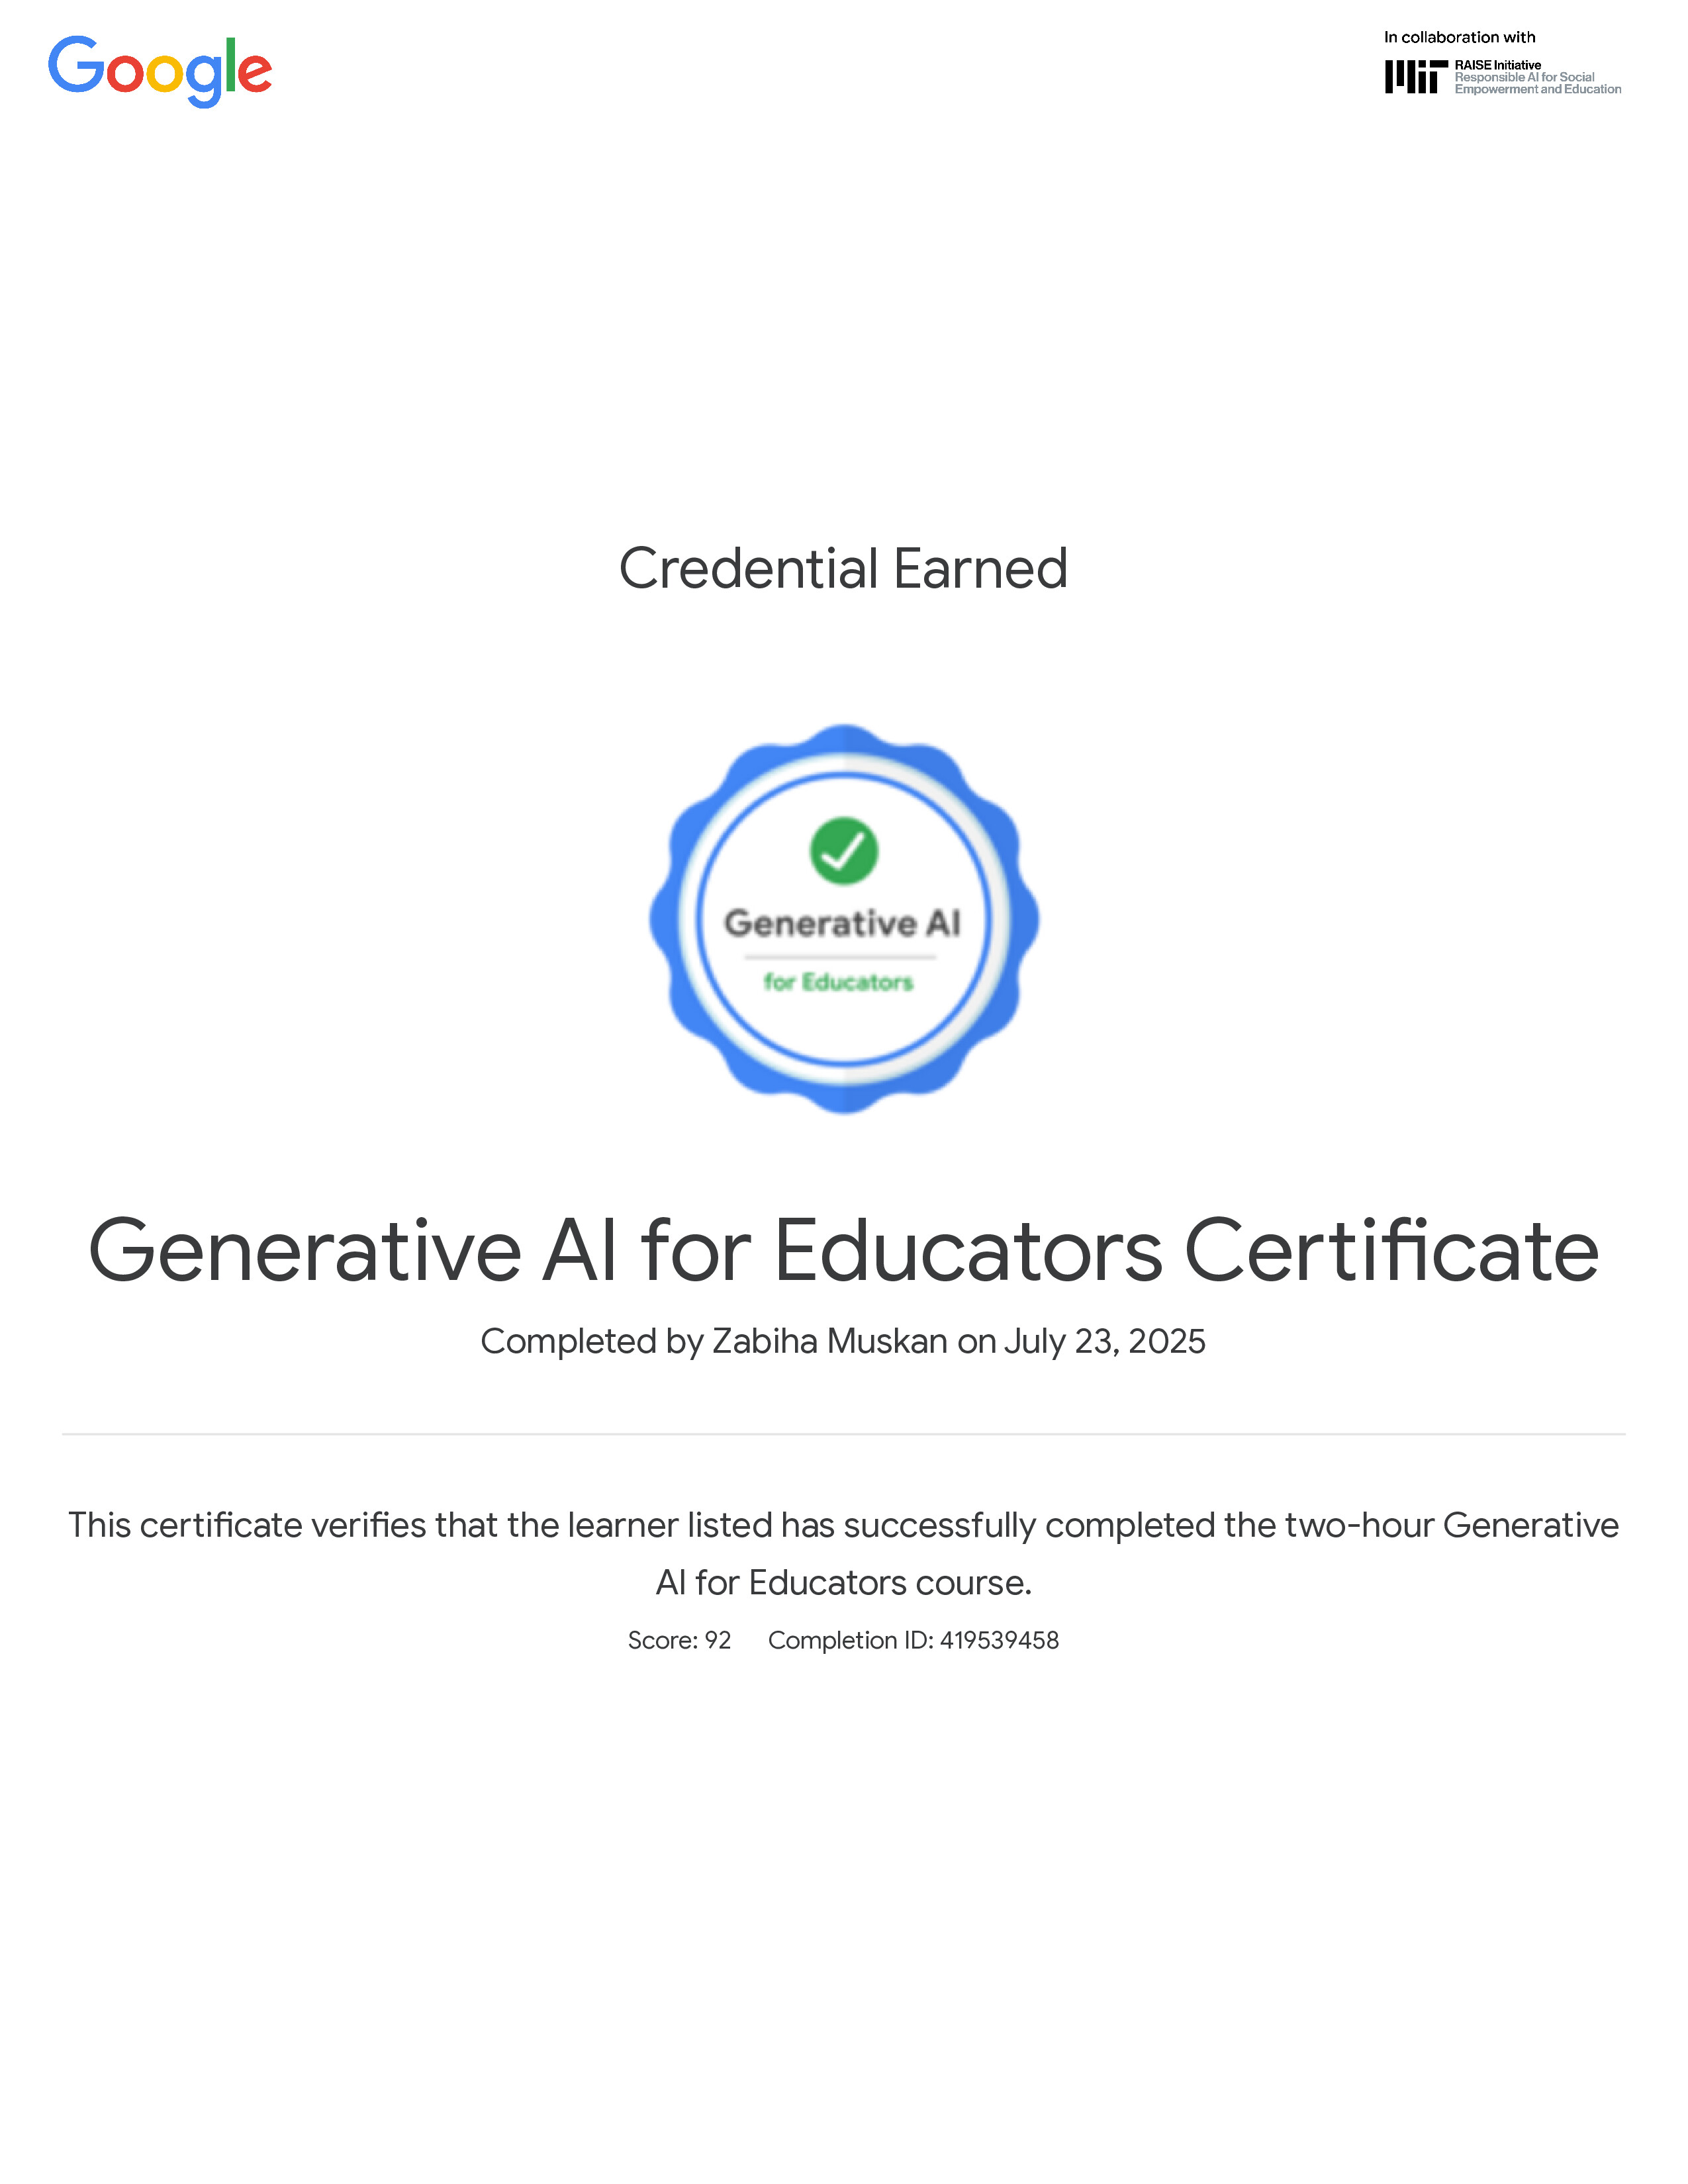 Google
In collaboration with
MIT RAISE Initiative
Responsible AI for Social
Empowerment and Education
Credential Earned
Generative AI
for Educators
Generative AI for Educators Certificate
Completed by Zabiha Muskan on July 23, 2025
This certificate verifies that the learner listed has successfully completed the two-hour Generative
AI for Educators course.
Score: 92 Completion ID: 419539458